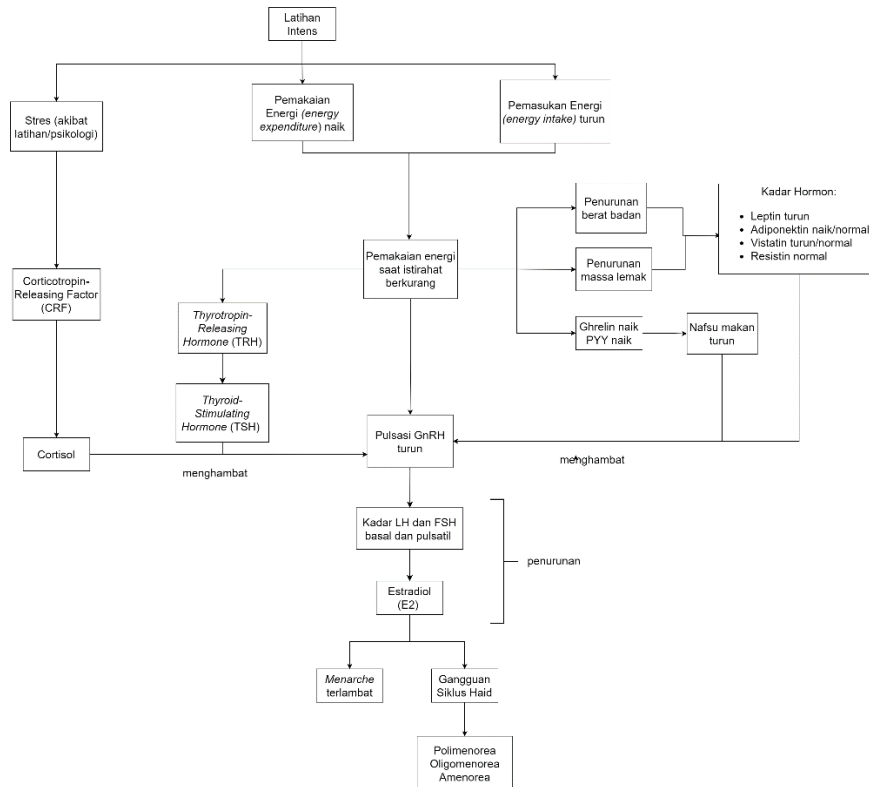 Latihan
Intens
Stres (akibat
latihan/psikologi)
Pemakaian
Energi (energy
expenditure) naik
Pemasukan Energi
(energy intake) turun
Penurunan
berat badan
Kadar Hormon:
• Leptin turun
• Adiponektin naik/normal
• Vistatin turun/normal
• Resistin normal
Pemakaian energi
saat istirahat
berkurang
Penurunan
massa lemak
Corticotropin-
Releasing Factor
(CRF)
Thyrotropin-
Releasing
Hormone (TRH)
Ghrelin naik
PYY naik
Nafsu makan
turun
Thyroid-
Stimulating
Hormone (TSH)
Pulsasi GnRH
turun
Cortisol
menghambat
menghambat
Kadar LH dan FSH
basal dan pulsatil
penurunan
Estradiol
(E2)
Menarche
terlambat
Gangguan
Siklus Haid
Polimenorea
Oligomenorea
Amenorea